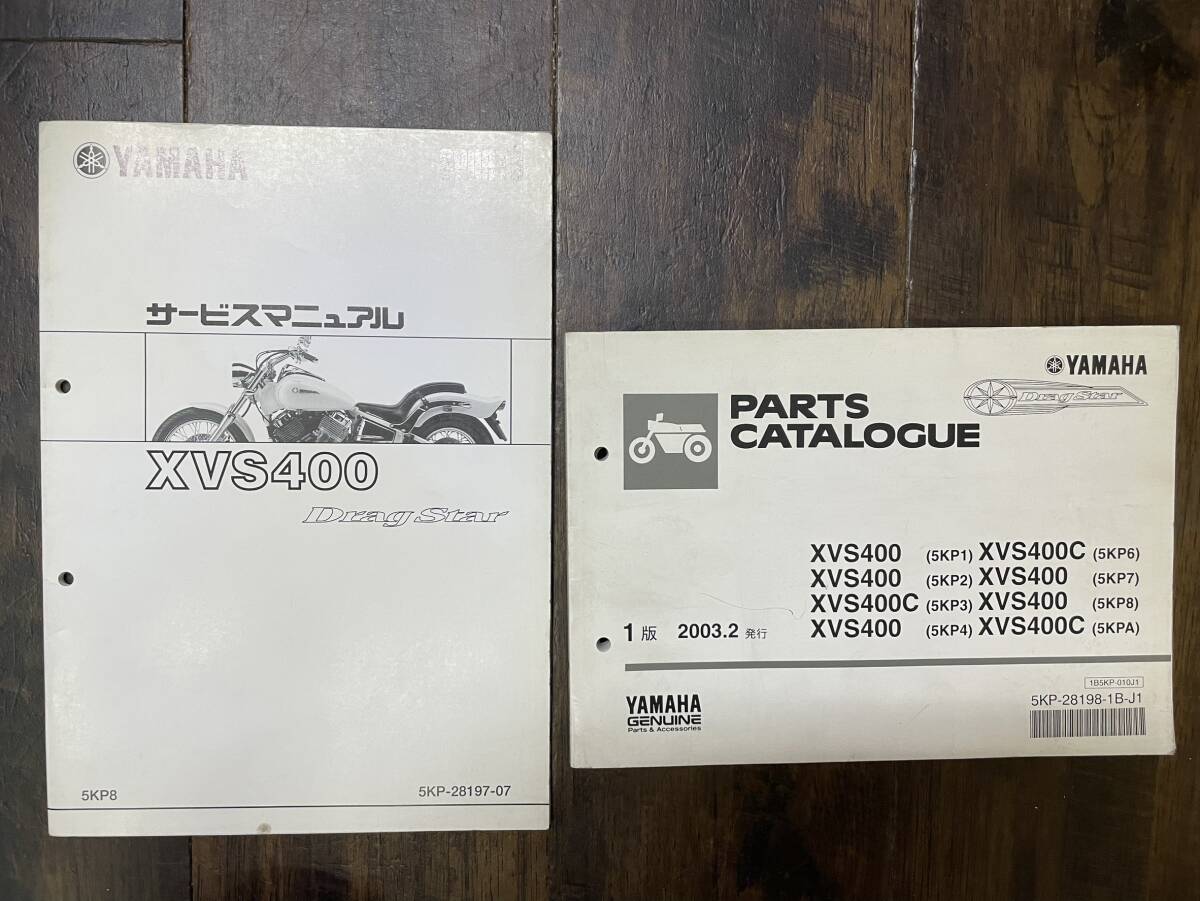 YAMAHA
サービスマニュアル
XVS400
Drag Star
5KP8
5KP-28197-07
YAMAHA
Drag Star
PARTS
CATALOGUE
XVS400 (5KP1) XVS400C (5KP6)
XVS400 (5KP2) XVS400 (5KP7)
XVS400C (5KP3) XVS400 (5KP8)
XVS400 (5KP4) XVS400C (5KPA)
1版 2003.2 発行
1B5KP-010J1
5KP-28198-1B-J1
YAMAHA
GENUINE
Parts & Accessories